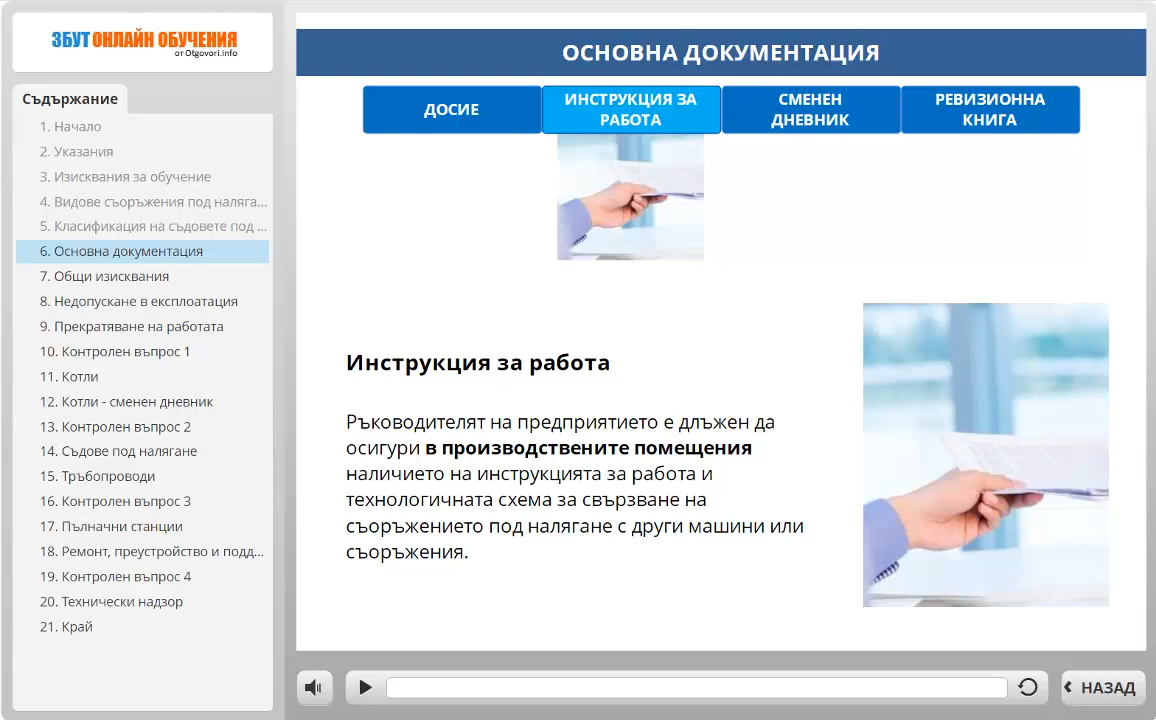 ЗБУТ ОНЛАЙН ОБУЧЕНИЯ
от Otgovori.Info
Съдържание
1. Начало
2. Указания
3. Изисквания за обучение
4. Видове съоръжения под наляга...
5. Класификация на съдовете под ...
6. Основна документация
7. Общи изисквания
8. Недопускане в експлоатация
9. Прекратяване на работата
10. Контролен въпрос 1
11. Котли
12. Котли - сменен дневник
13. Контролен въпрос 2
14. Съдове под налягане
15. Тръбопроводи
16. Контролен въпрос 3
17. Пълначни станции
18. Ремонт, преустройство и подд...
19. Контролен въпрос 4
20. Технически надзор
21. Край
ОСНОВНА ДОКУМЕНТАЦИЯ
ДОСИЕ
ИНСТРУКЦИЯ ЗА
РАБОТА
СМЕНЕН
ДНЕВНИК
РЕВИЗИОННА
КНИГА
Инструкция за работа
Ръководителят на предприятието е длъжен да
осигури в производствените помещения
наличието на инструкцията за работа и
технологичната схема за свързване на
съоръжението под налягане с други машини или
съоръжения.
НАЗАД